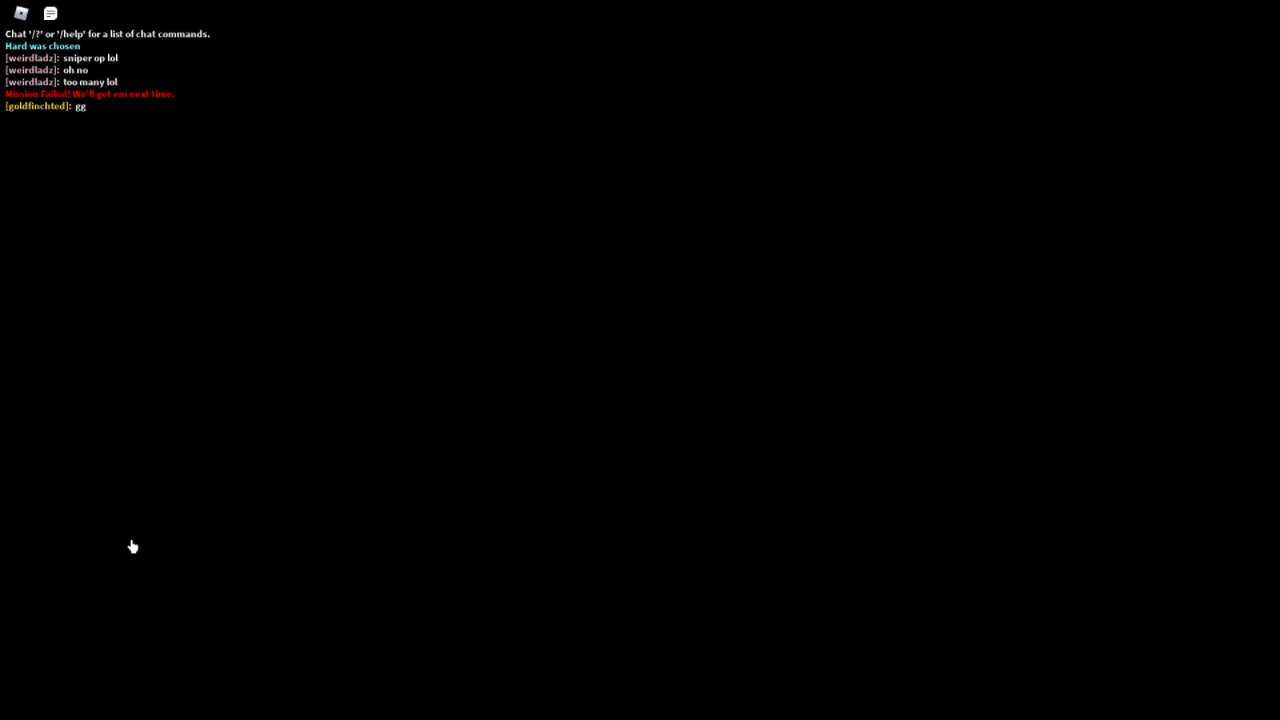 Chat '/?' or '/help' for a list of chat commands.
Hard was chosen
[weirdladz]: sniper op lol
[weirdladz]: oh no
[weirdladz]: too many lol
Mission Failed! We'll get em next time.
[goldfinchted]: gg